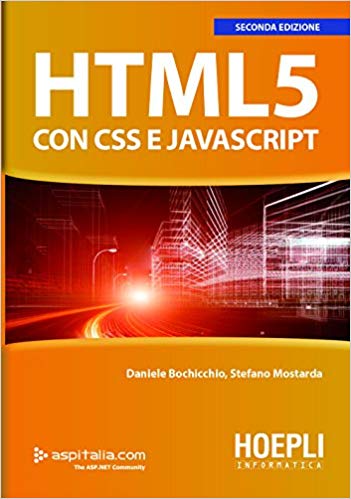 SECONDA EDIZIONE
HTML5
CON CSS E JAVASCRIPT
Daniele Bochicchio, Stefano Mostarda
aspitalia.com
The ASP.NET Community
HOEPLI
INFORMATICA